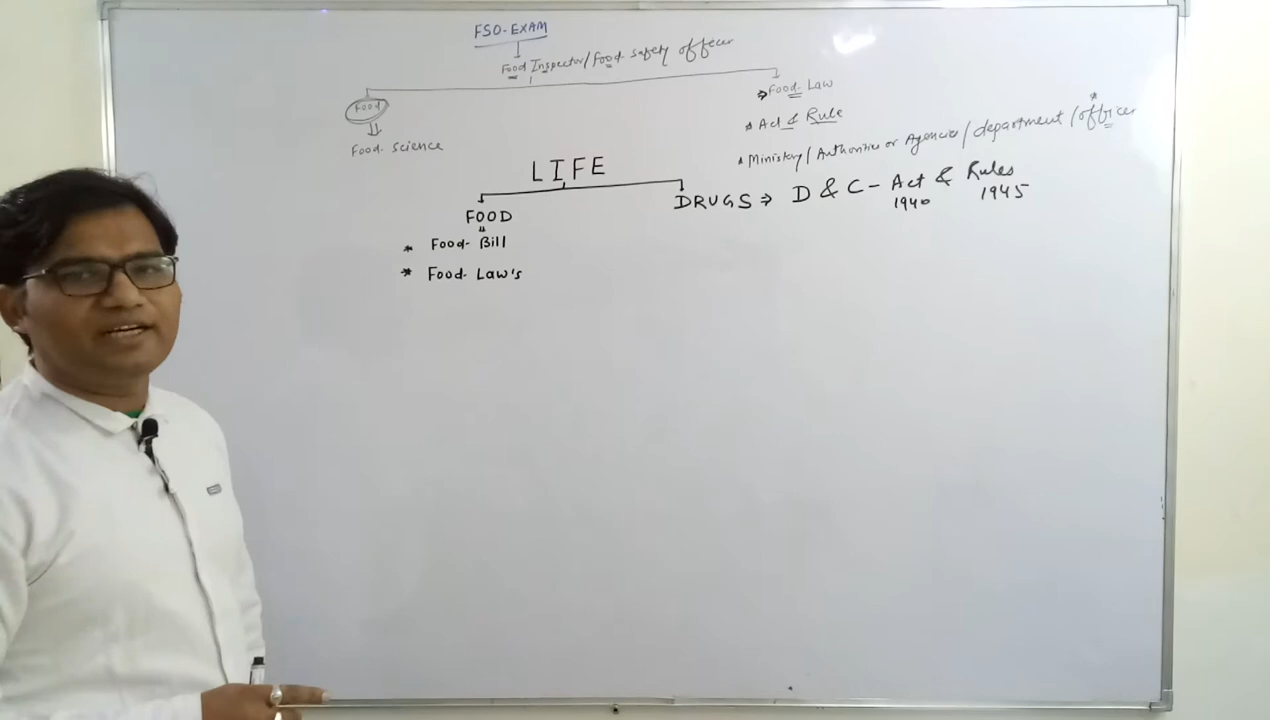 FSO-EXAM
Food Inspector/Food safety officer
Food
Food science
Food Law
* Act & Rule
* Ministry/Authorities or Agencies/department/officer
LIFE
FOOD
* Food Bill
* Food Law's
DRUGS ⇒ D & C - Act & Rules
1940 1945